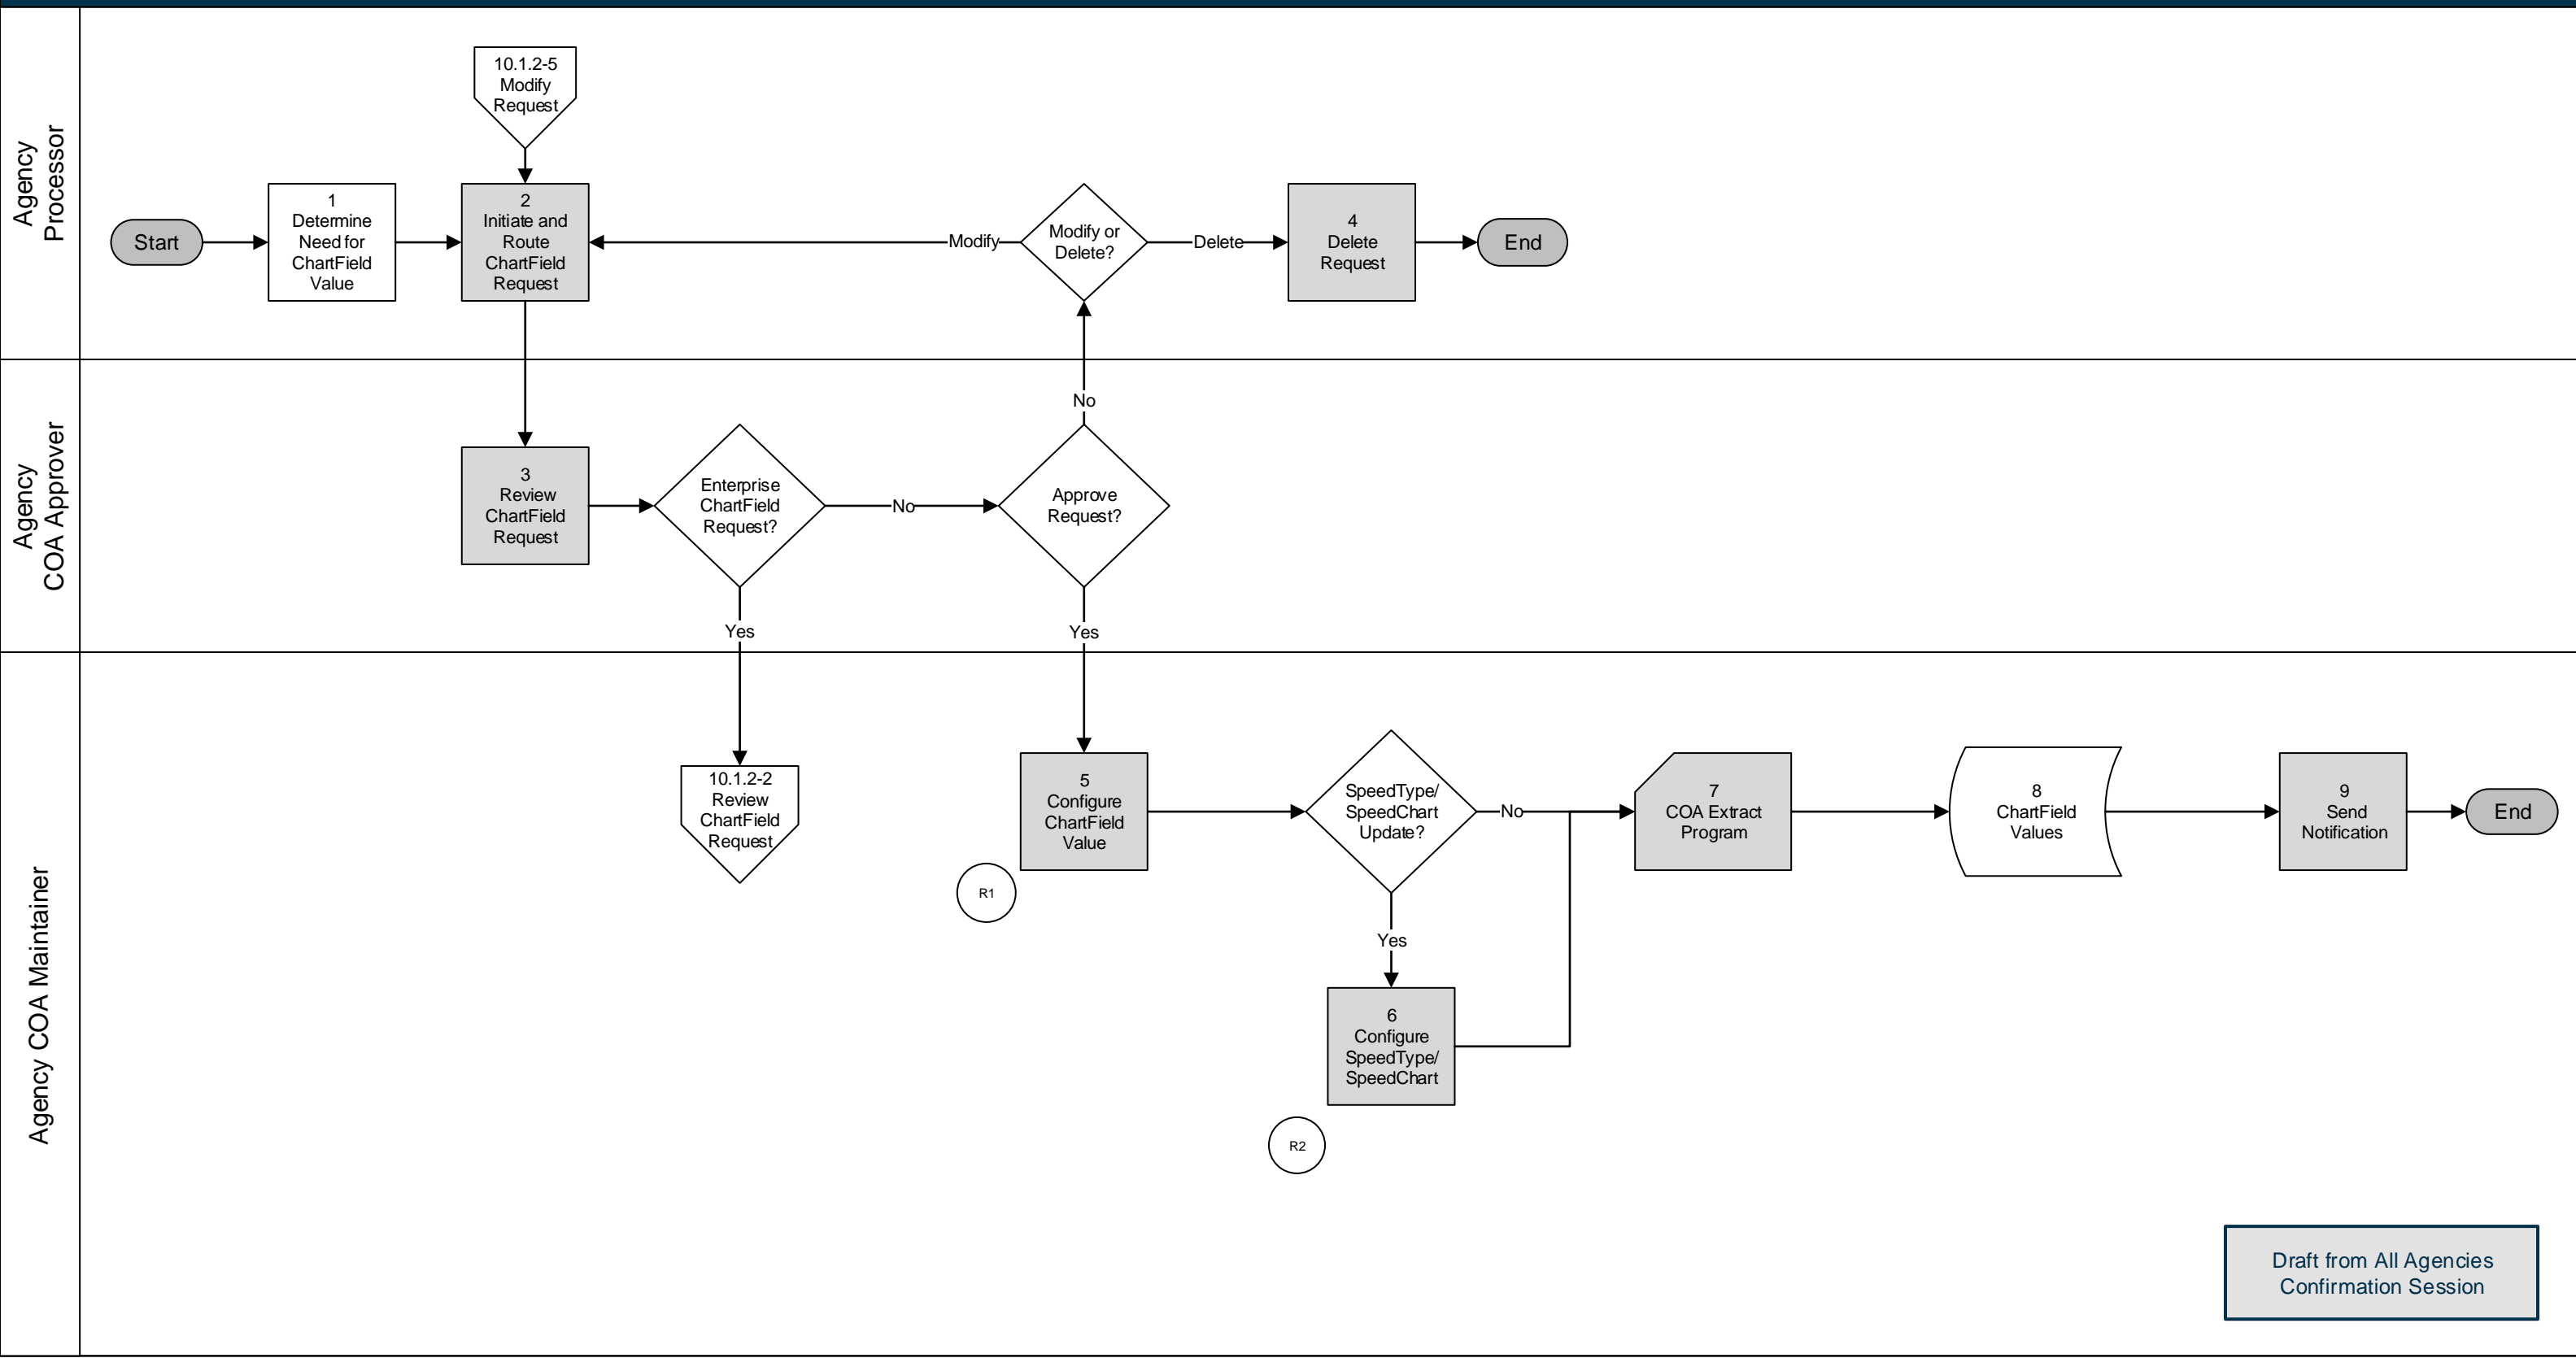 Agency
Processor
10.1.2-5
Modify
Request
Start
1
Determine
Need for
ChartField
Value
2
Initiate and
Route
ChartField
Request
Modify
Modify or
Delete?
Delete
4
Delete
Request
End
Agency
COA Approver
No
3
Review
ChartField
Request
Enterprise
ChartField
Request?
No
Approve
Request?
Yes
Yes
Agency COA Maintainer
10.1.2-2
Review
ChartField
Request
5
Configure
ChartField
Value
R1
SpeedType/
SpeedChart
Update?
No
7
COA Extract
Program
8
ChartField
Values
9
Send
Notification
End
Yes
6
Configure
SpeedType/
SpeedChart
R2
Draft from All Agencies
Confirmation Session